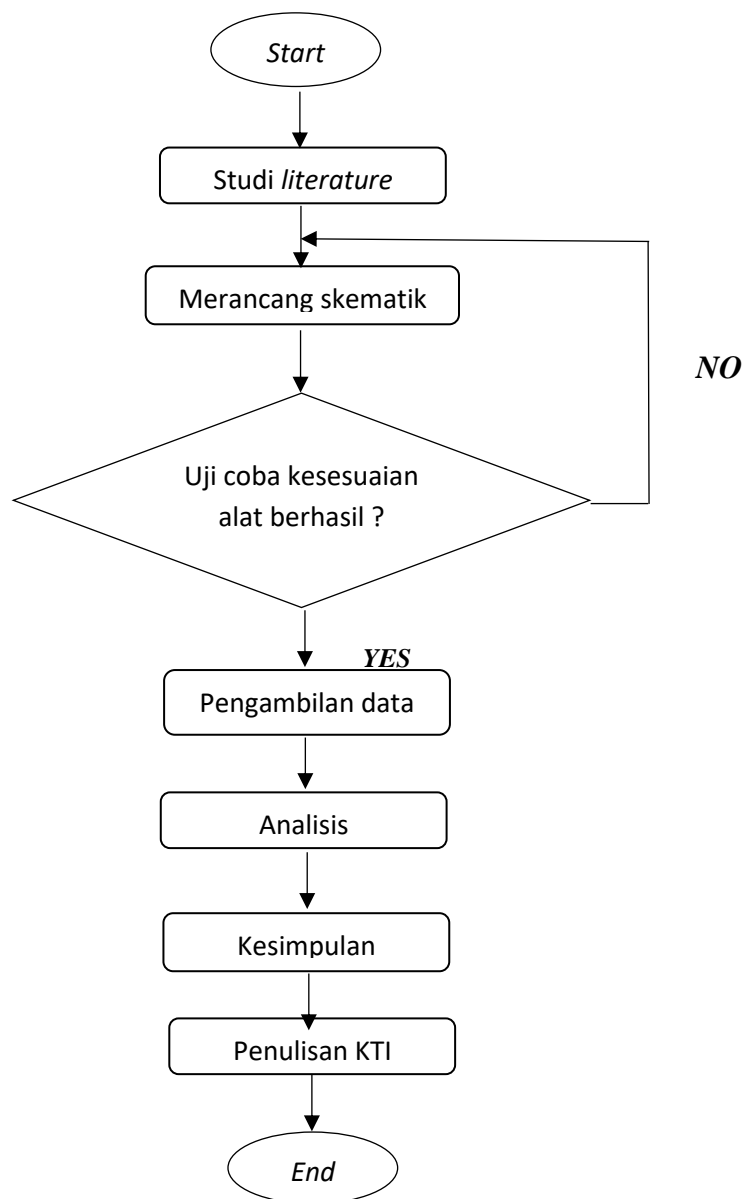 Start
Studi literature
Merancang skematik
NO
Uji coba kesesuaian
alat berhasil ?
YES
Pengambilan data
Analisis
Kesimpulan
Penulisan KTI
End